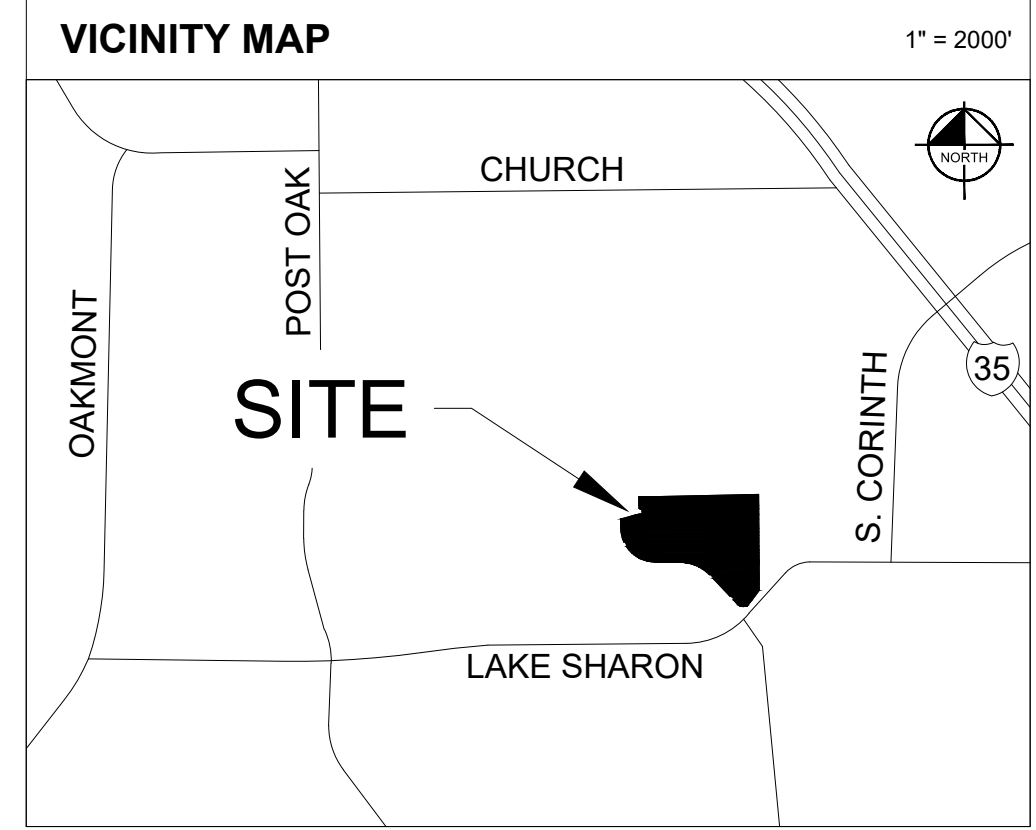 VICINITY MAP
1" = 2000'
NORTH
CHURCH
POST OAK
OAKMONT
SITE
S. CORINTH
35
LAKE SHARON